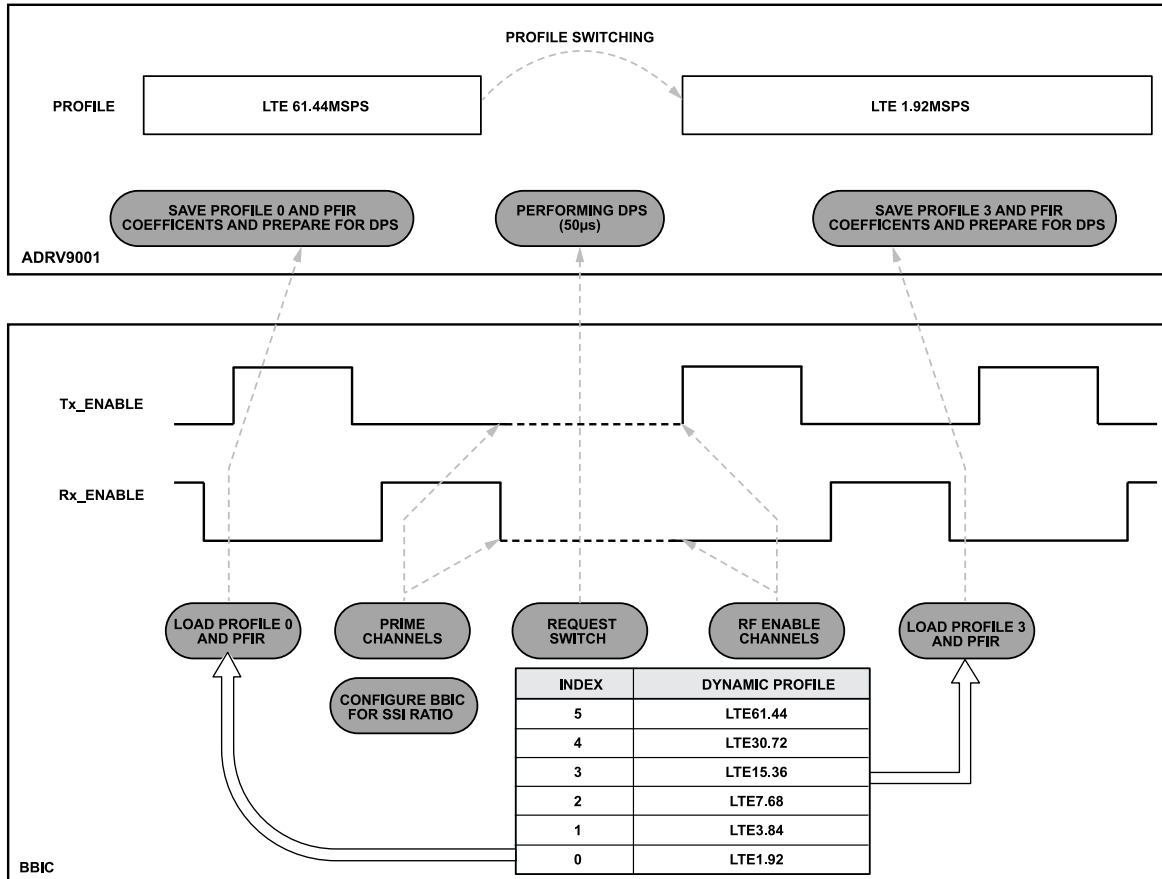 PROFILE SWITCHING
PROFILE
LTE 61.44MSPS
LTE 1.92MSPS
SAVE PROFILE 0 AND PFIR
COEFFICENTS AND PREPARE FOR DPS
PERFORMING DPS
(50µs)
SAVE PROFILE 3 AND PFIR
COEFFICENTS AND PREPARE FOR DPS
ADRV9001
Tx_ENABLE
Rx_ENABLE
LOAD PROFILE 0
AND PFIR
PRIME
CHANNELS
REQUEST
SWITCH
RF ENABLE
CHANNELS
LOAD PROFILE 3
AND PFIR
CONFIGURE BBIC
FOR SSI RATIO
INDEX DYNAMIC PROFILE
5 LTE61.44
4 LTE30.72
3 LTE15.36
2 LTE7.68
1 LTE3.84
0 LTE1.92
BBIC